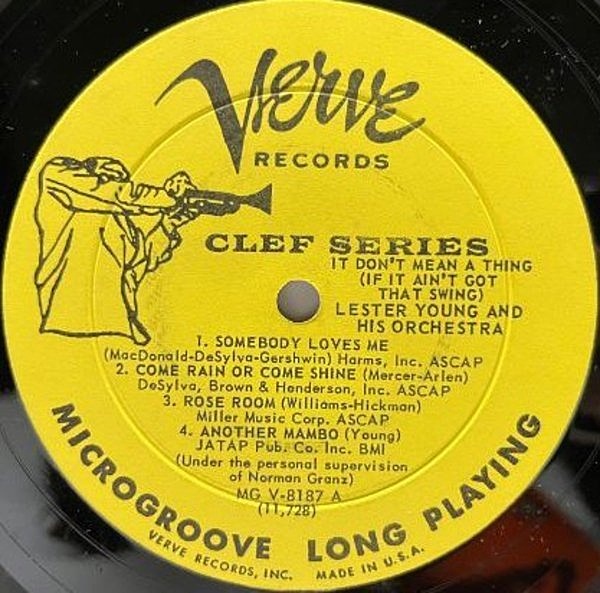 Verve
RECORDS
CLEF SERIES
IT DON'T MEAN A THING
(IF IT AIN'T GOT
THAT SWING)
LESTER YOUNG AND
HIS ORCHESTRA
1. SOMEBODY LOVES ME
(MacDonald-DeSylva-Gershwin) Harms, Inc. ASCAP
2. COME RAIN OR COME SHINE (Mercer-Arlen)
DeSylva, Brown & Henderson, Inc. ASCAP
3. ROSE ROOM (Williams-Hickman)
Miller Music Corp. ASCAP
4. ANOTHER MAMBO (Young)
JATAP Pub. Co. Inc. BMI
(Under the personal supervision
of Norman Granz)
MG V-8187 A
(11,728)
MICROGROOVE LONG PLAYING
VERVE RECORDS, INC. MADE IN U.S.A.